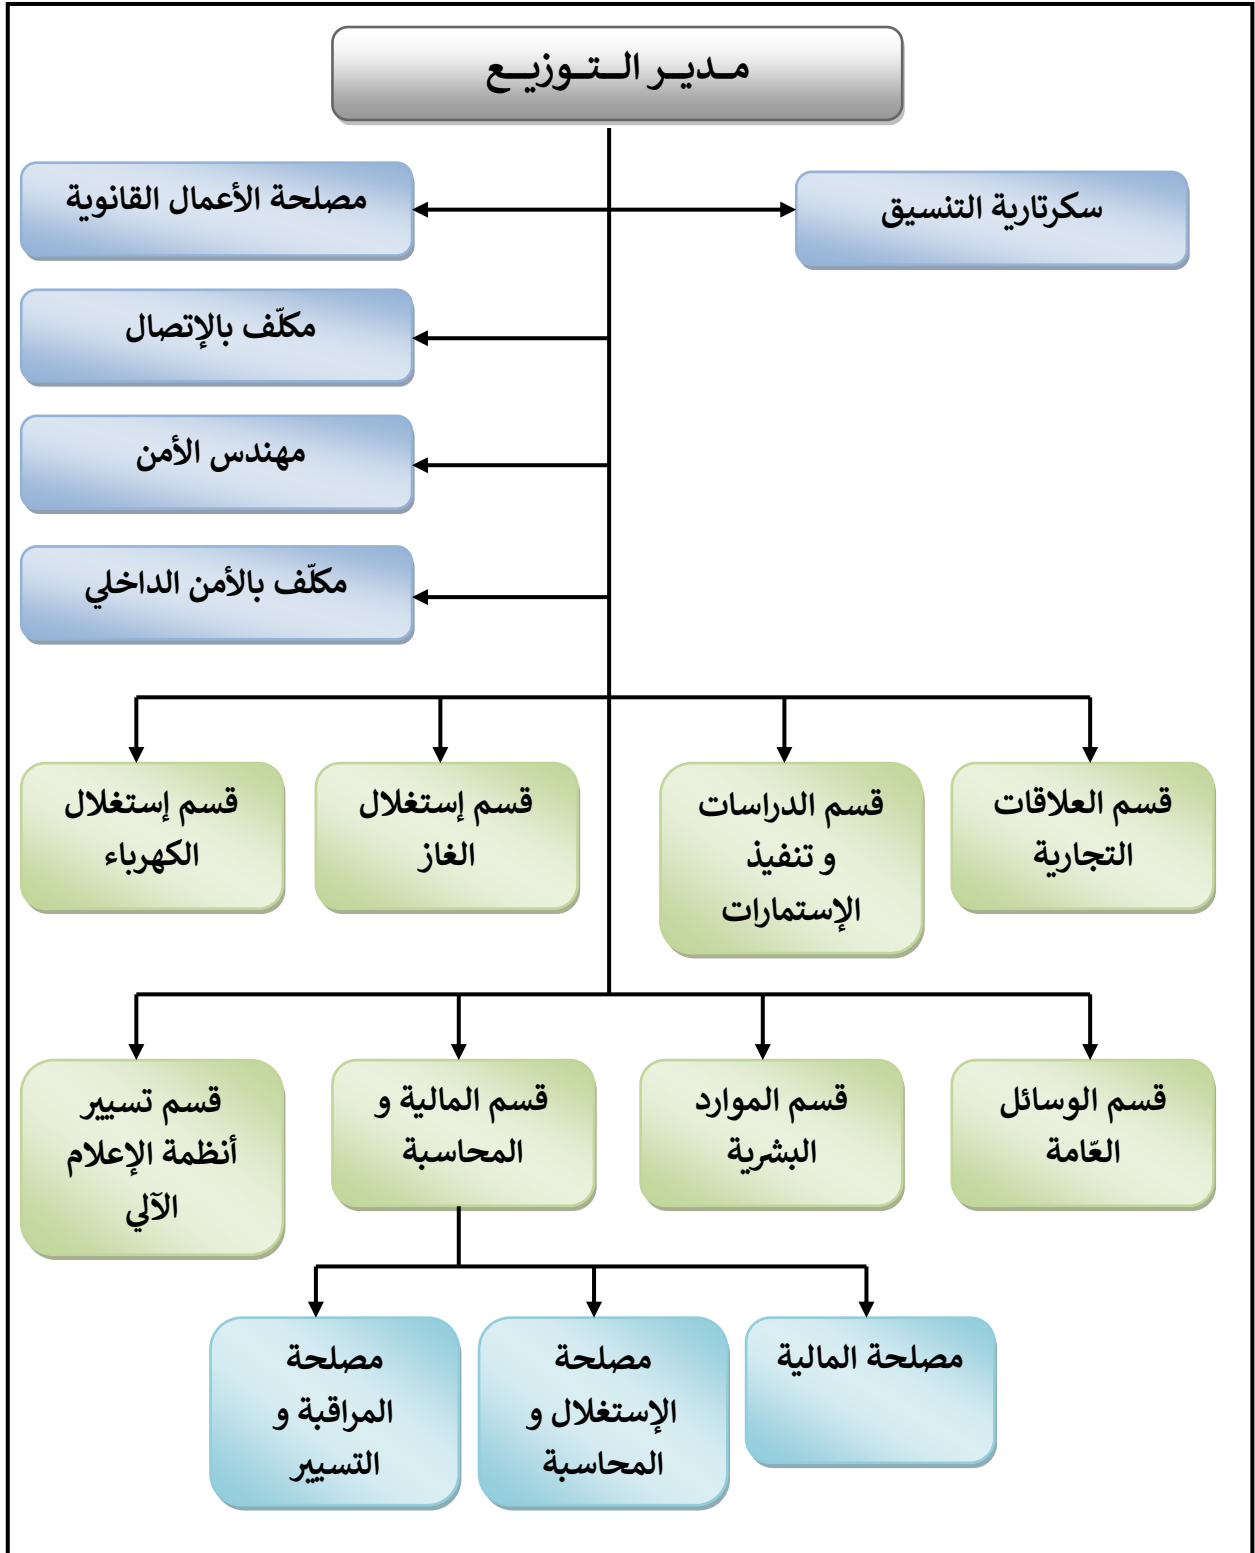 مـديـر الـتـوزيـع
سكرتارية التنسيق
مصلحة الأعمال القانوية
مكلّف بالإتصال
مهندس الأمن
مكلّف بالأمن الداخلي
قسم العلاقات
التجارية
قسم الدراسات
و تنفيذ
الإستمارات
قسم إستغلال
الغاز
قسم إستغلال
الكهرباء
قسم الوسائل
العّامة
قسم الموارد
البشرية
قسم المالية و
المحاسبة
قسم تسيير
أنظمة الإعلام
الآلي
مصلحة المالية
مصلحة
الإستغلال و
المحاسبة
مصلحة
المراقبة و
التسيير